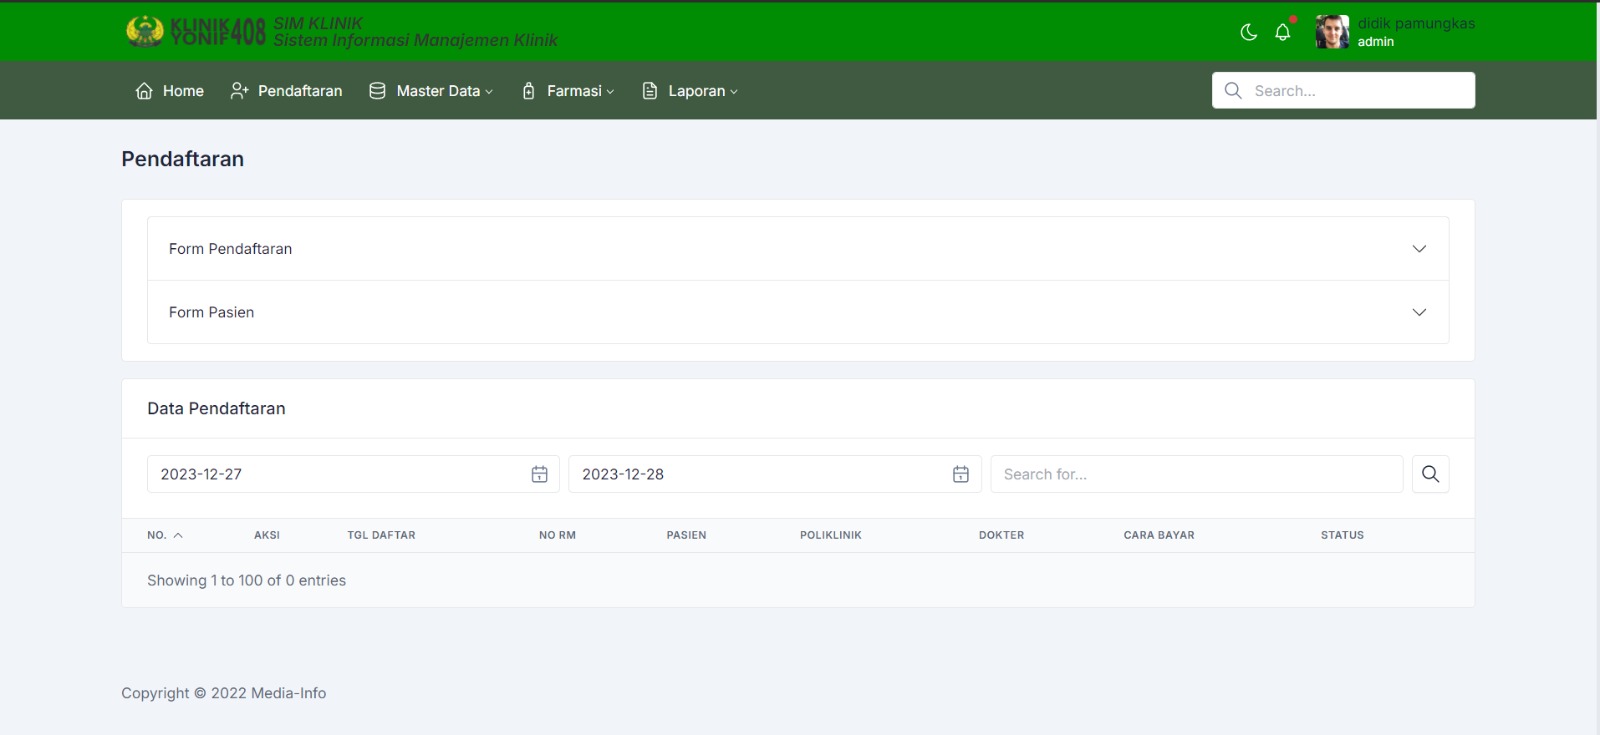 KLINIK
YONIF 408
SIM KLINIK
Sistem Informasi Manajemen Klinik
didik pamungkas
admin
Home
Pendaftaran
Master Data
Farmasi
Laporan
Search...
Pendaftaran
Form Pendaftaran
Form Pasien
Data Pendaftaran
2023-12-27
2023-12-28
Search for...
NO. AKSI TGL DAFTAR NO RM PASIEN POLIKLINIK DOKTER CARA BAYAR STATUS
Showing 1 to 100 of 0 entries
Copyright © 2022 Media-Info